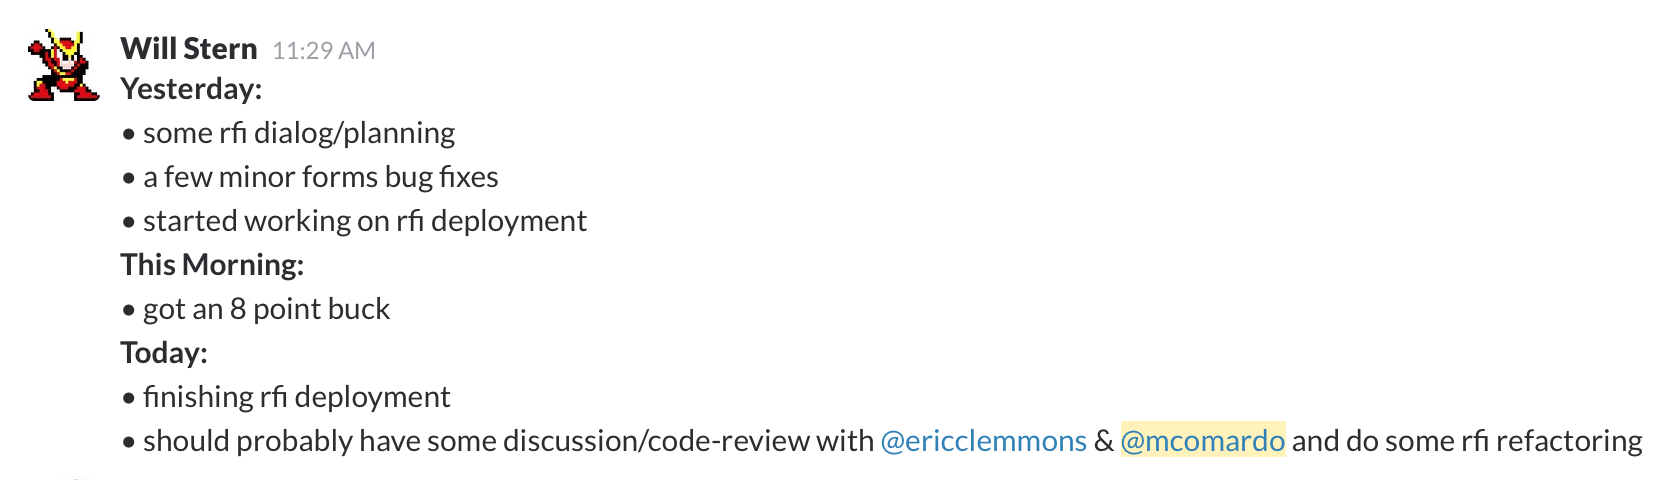 Will Stern 11:29 AM
Yesterday:
• some rfi dialog/planning
• a few minor forms bug fixes
• started working on rfi deployment
This Morning:
• got an 8 point buck
Today:
• finishing rfi deployment
• should probably have some discussion/code-review with @ericclemmons & @mcomardo and do some rfi refactoring